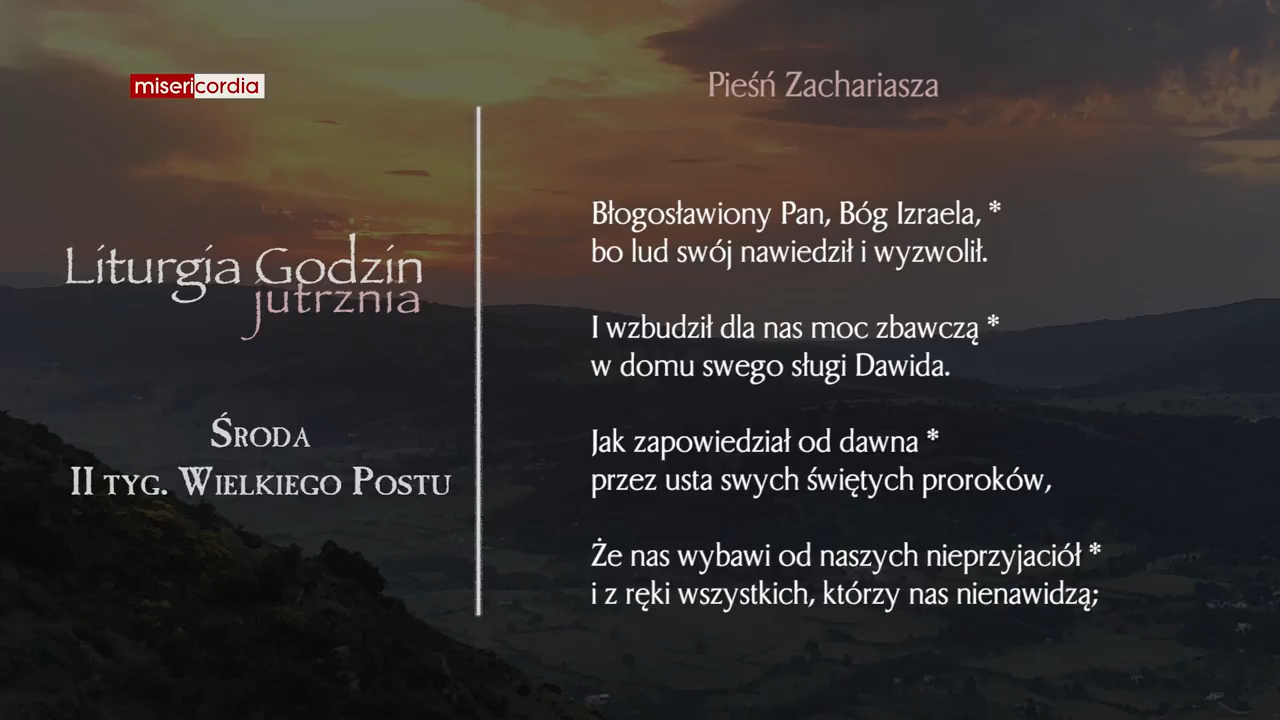 misericordia
Liturgia Godzin
jutrznia
Środa
II tyg. Wielkiego Postu
Pieśń Zachariasza
Błogosławiony Pan, Bóg Izraela, *
bo lud swój nawiedził i wyzwolił.
I wzbudził dla nas moc zbawczą *
w domu swego sługi Dawida.
Jak zapowiedział od dawna *
przez usta swych świętych proroków,
Że nas wybawi od naszych nieprzyjaciół *
i z ręki wszystkich, którzy nas nienawidzą;